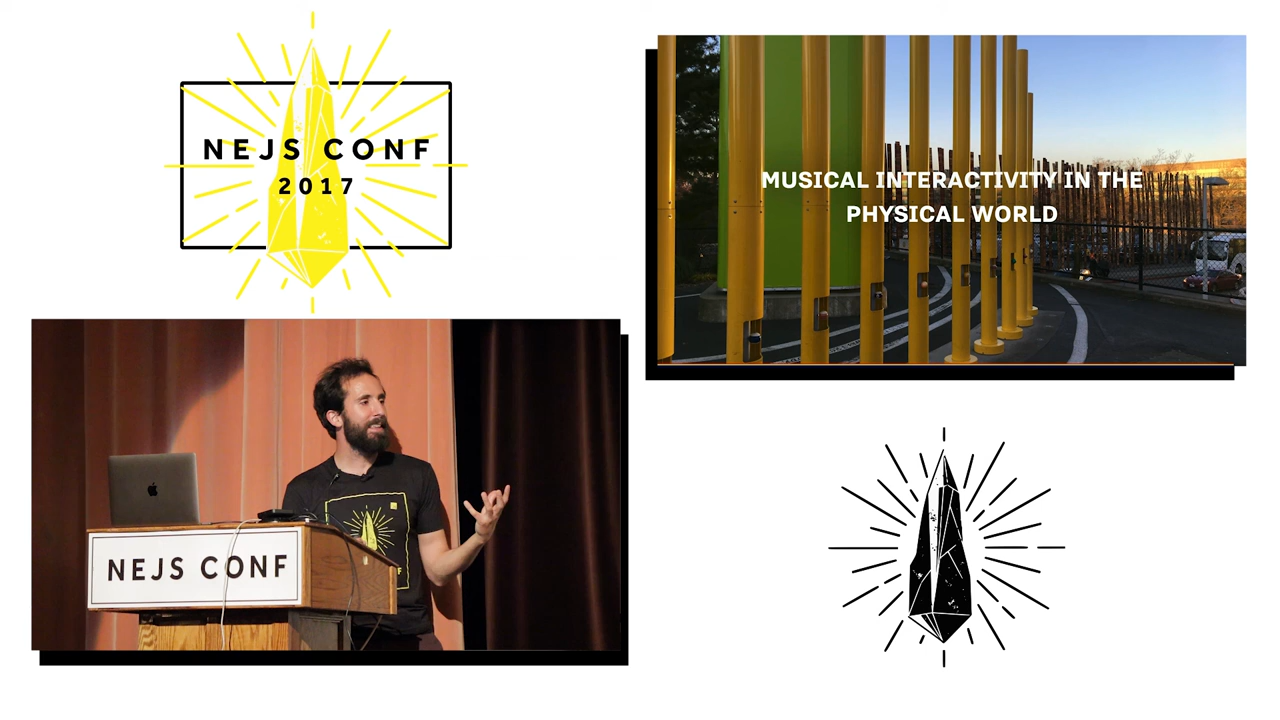 NEJS CONF
2017
MUSICAL INTERACTIVITY IN THE
PHYSICAL WORLD
NEJS CONF